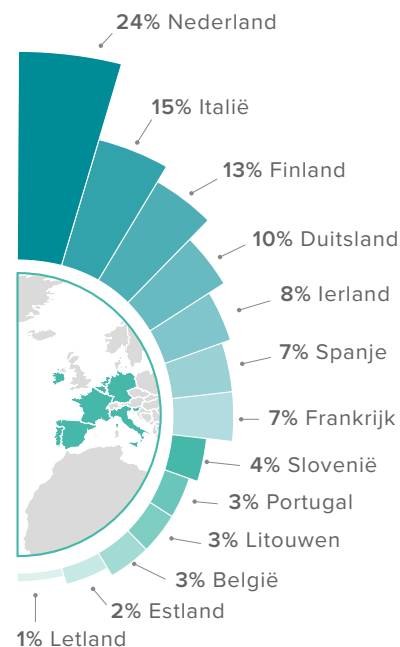 24% Nederland
15% Italië
13% Finland
10% Duitsland
8% Ierland
7% Spanje
7% Frankrijk
4% Slovenië
3% Portugal
3% Litouwen
3% België
2% Estland
1% Letland